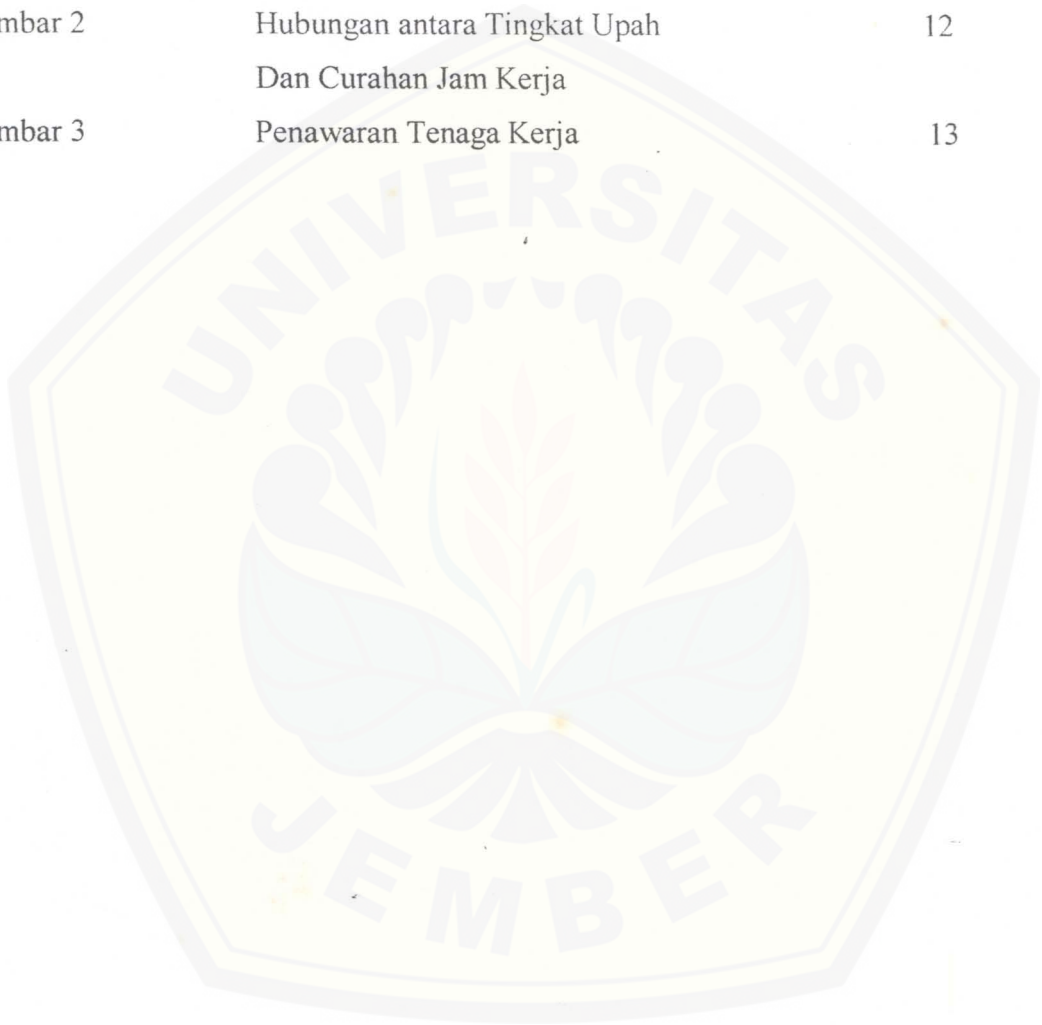 mbar 2 Hubungan antara Tingkat Upah 12
Dan Curahan Jam Kerja
mbar 3 Penawaran Tenaga Kerja 13
UNIVERSITAS
JEMBER